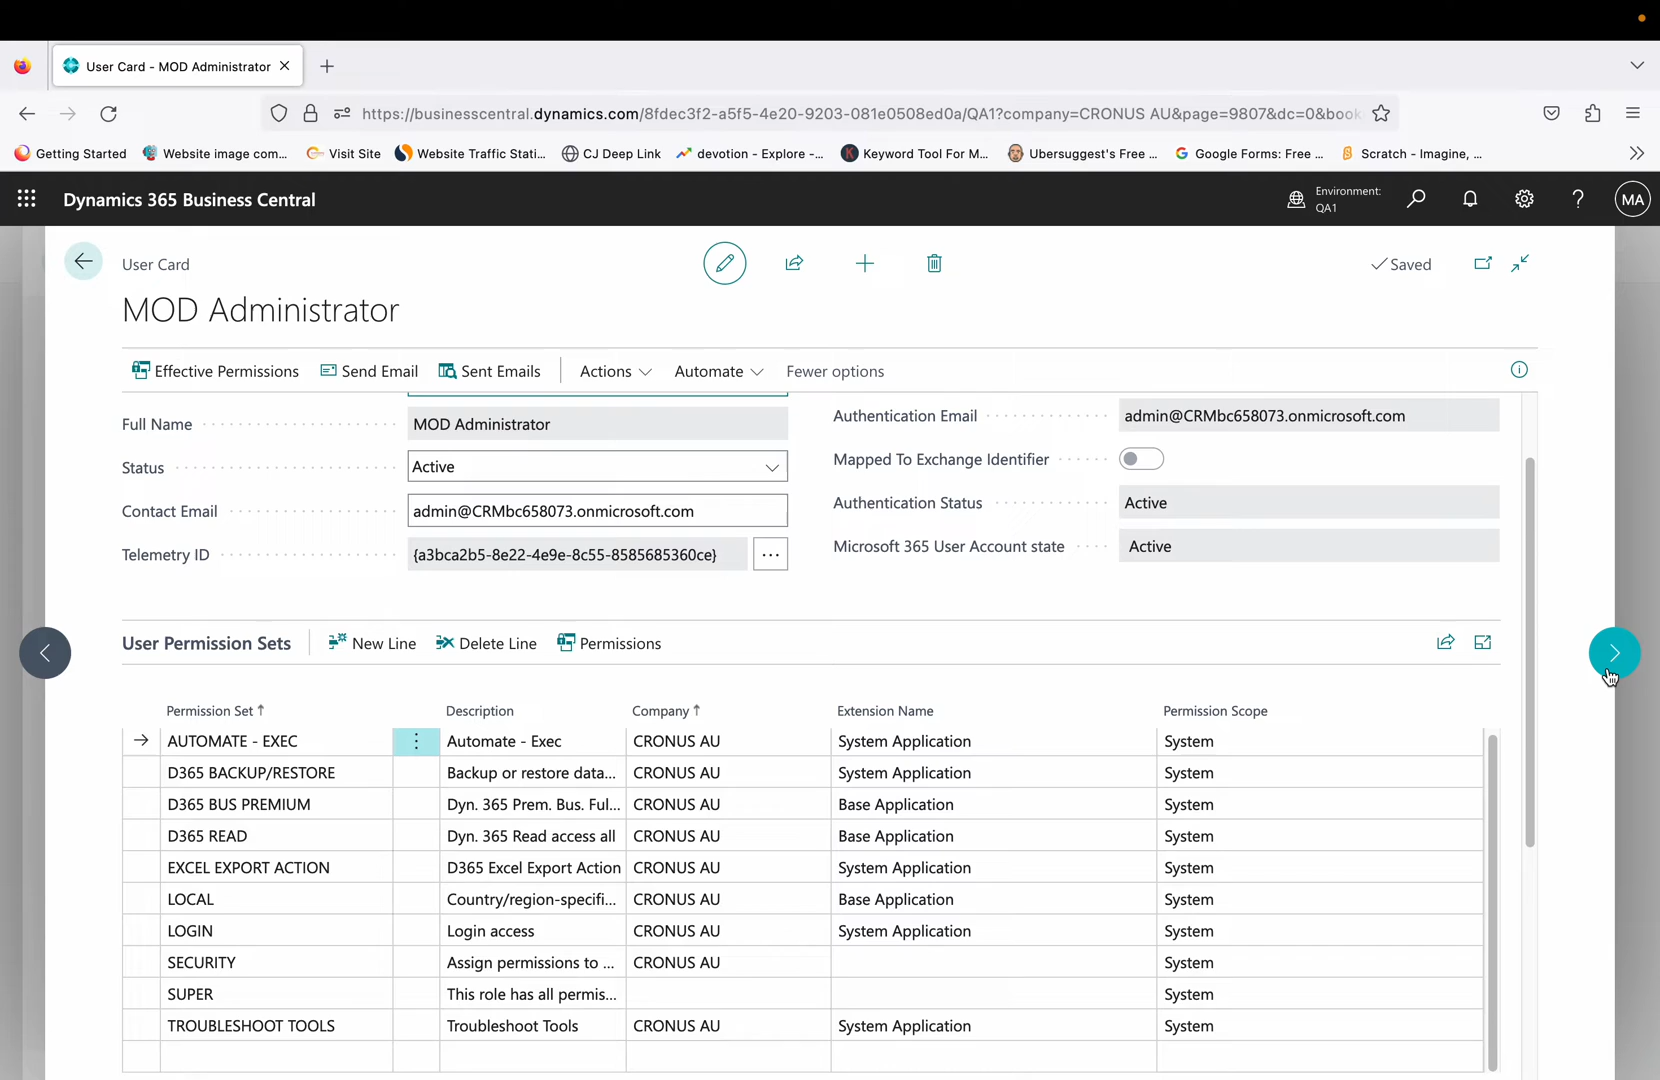 User Card - MOD Administrator
https://businesscentral.dynamics.com/8fdec3f2-a5f5-4e20-9203-081e0508ed0a/QA1?company=CRONUS AU&page=9807&dc=0&book
Getting Started Website image com... Visit Site Website Traffic Stati... CJ Deep Link devotion - Explore -... Keyword Tool For M... Ubersuggest's Free ... Google Forms: Free ... Scratch - Imagine, ...
Dynamics 365 Business Central
Environment:
QA1
MA
User Card
✓Saved
MOD Administrator
Effective Permissions Send Email Sent Emails Actions Automate Fewer options
Full Name MOD Administrator
Status Active
Contact Email admin@CRMbc658073.onmicrosoft.com
Telemetry ID {a3bca2b5-8e22-4e9e-8c55-8585685360ce} ...
Authentication Email admin@CRMbc658073.onmicrosoft.com
Mapped To Exchange Identifier
Authentication Status Active
Microsoft 365 User Account state Active
User Permission Sets New Line Delete Line Permissions
Permission Set ↑ Description Company ↑ Extension Name Permission Scope
AUTOMATE - EXEC Automate - Exec CRONUS AU System Application System
D365 BACKUP/RESTORE Backup or restore data... CRONUS AU System Application System
D365 BUS PREMIUM Dyn. 365 Prem. Bus. Ful... CRONUS AU Base Application System
D365 READ Dyn. 365 Read access all CRONUS AU Base Application System
EXCEL EXPORT ACTION D365 Excel Export Action CRONUS AU System Application System
LOCAL Country/region-specifi... CRONUS AU Base Application System
LOGIN Login access CRONUS AU System Application System
SECURITY Assign permissions to ... CRONUS AU System
SUPER This role has all permis... System
TROUBLESHOOT TOOLS Troubleshoot Tools CRONUS AU System Application System